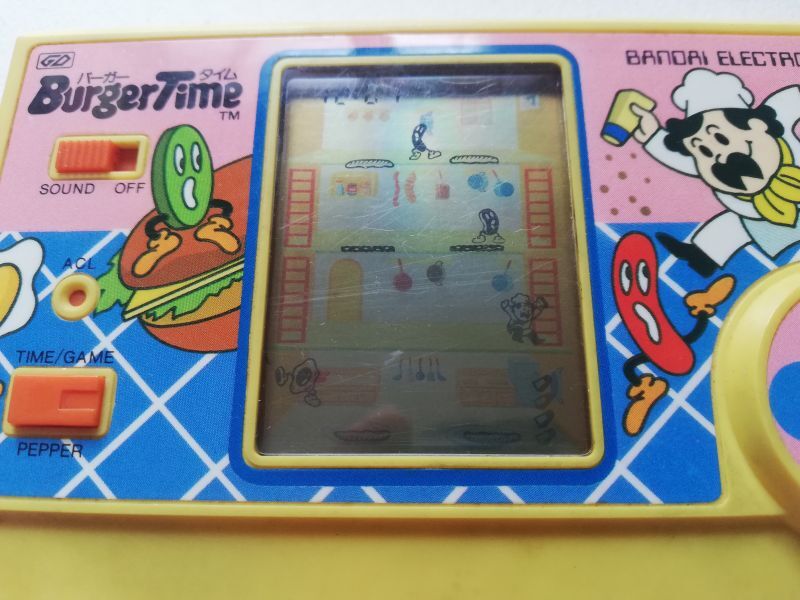 GD
バーガー タイム
BurgerTime
TM
BANDAI ELECTRO
SOUND OFF
ACL
TIME/GAME
PEPPER